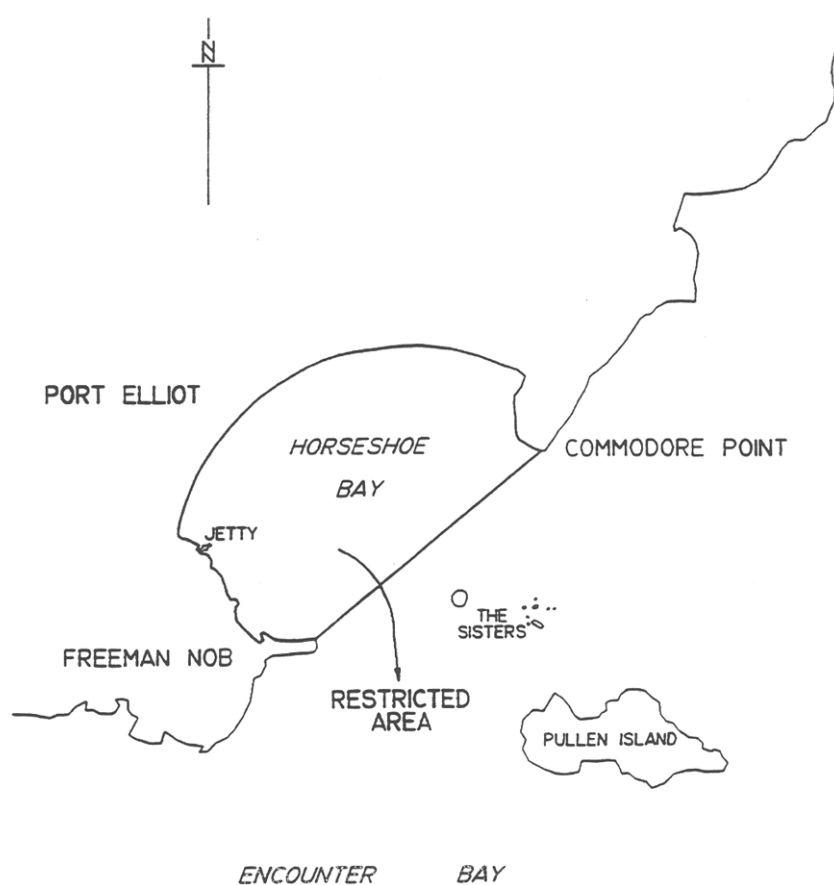 N
PORT ELLIOT
HORSESHOE
BAY
COMMODORE POINT
JETTY
THE
SISTERS
FREEMAN NOB
RESTRICTED
AREA
PULLEN ISLAND
ENCOUNTER BAY